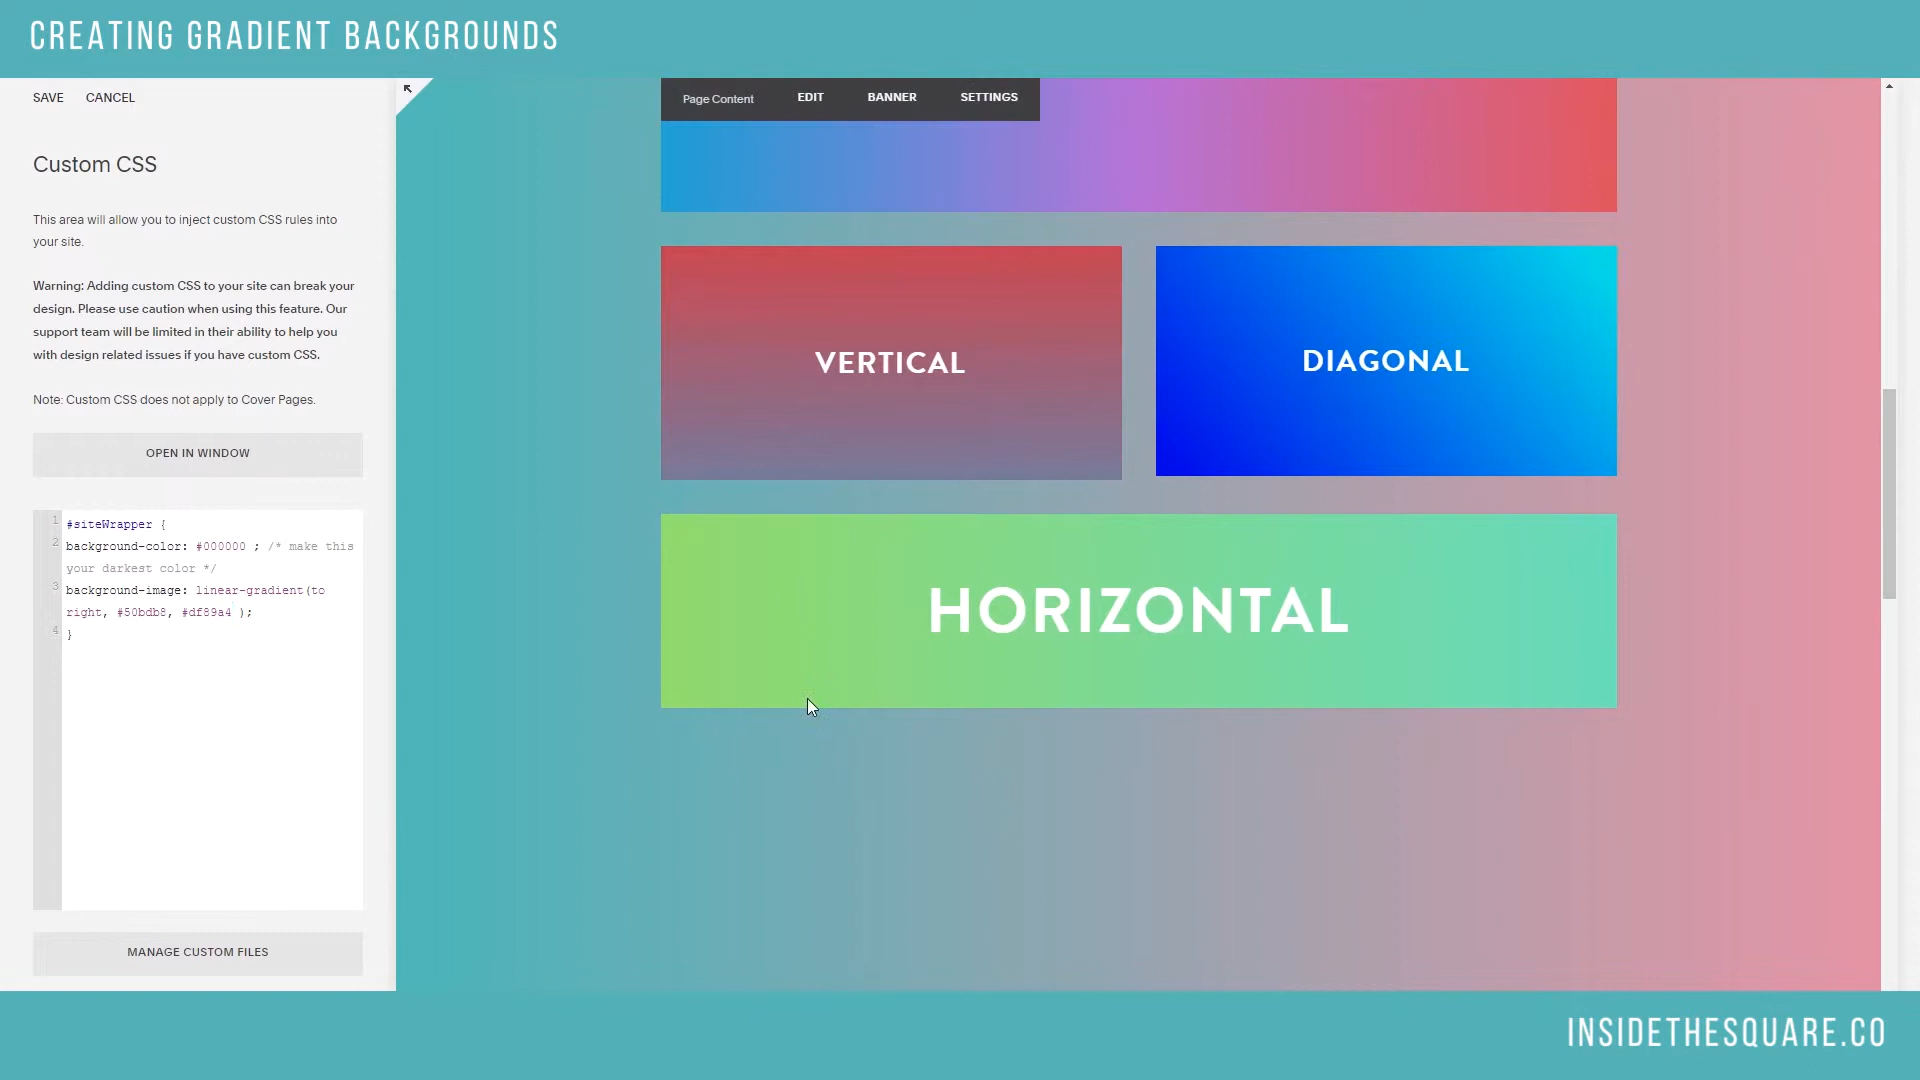 CREATING GRADIENT BACKGROUNDS
SAVE CANCEL
Page Content EDIT BANNER SETTINGS
Custom CSS
This area will allow you to inject custom CSS rules into
your site.
Warning: Adding custom CSS to your site can break your
design. Please use caution when using this feature. Our
support team will be limited in their ability to help you
with design related issues if you have custom CSS.
Note: Custom CSS does not apply to Cover Pages.
OPEN IN WINDOW
1 #siteWrapper {
2 background-color: #000000 ; /* make this
your darkest color */
3 background-image: linear-gradient(to
right, #50bdb8, #df89a4 );
4 }
MANAGE CUSTOM FILES
VERTICAL
DIAGONAL
HORIZONTAL
INSIDETHESQUARE.CO